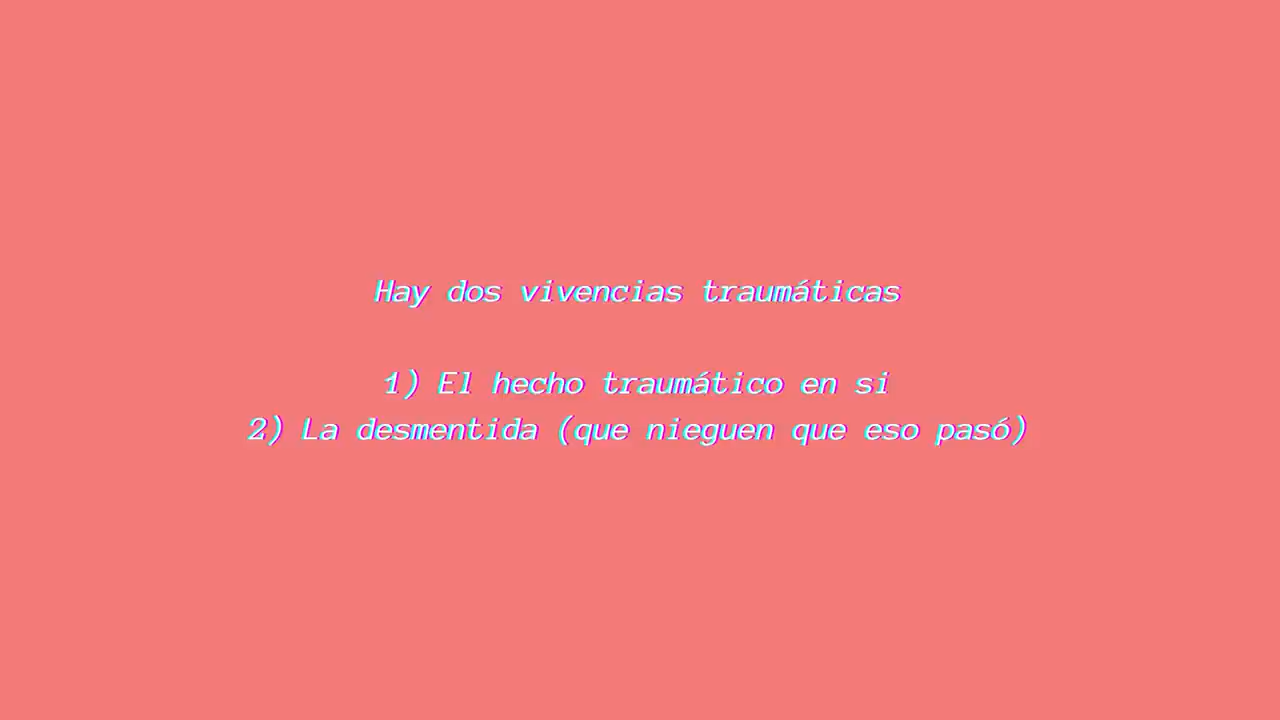 Hay dos vivencias traumáticas
1) El hecho traumático en si
2) La desmentida (que nieguen que eso pasó)